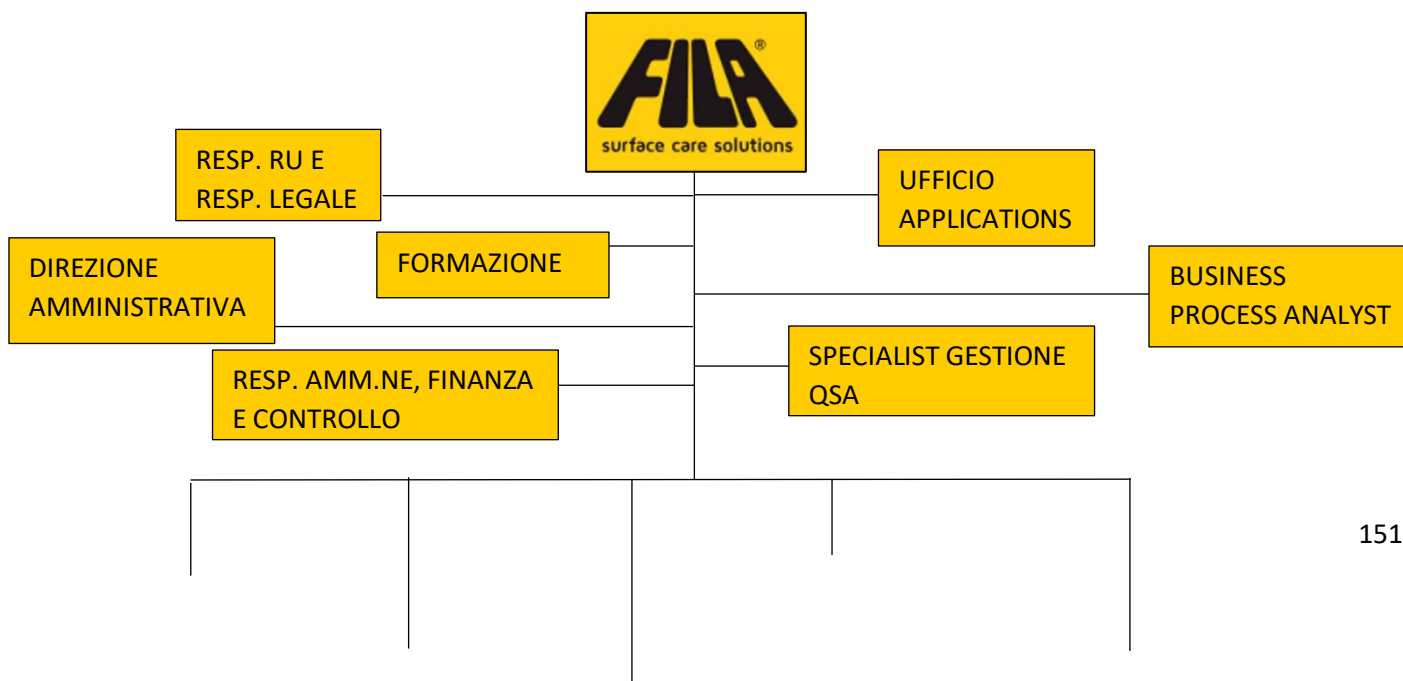 FILA®
surface care solutions
RESP. RU E
RESP. LEGALE
UFFICIO
APPLICATIONS
FORMAZIONE
DIREZIONE
AMMINISTRATIVA
BUSINESS
PROCESS ANALYST
RESP. AMM.NE, FINANZA
E CONTROLLO
SPECIALIST GESTIONE
QSA
151